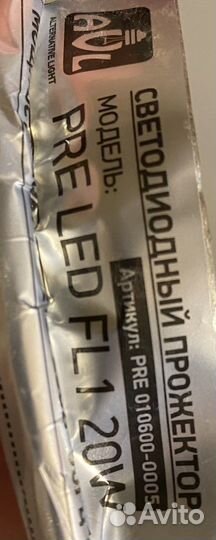 AVL
ALTERNATIVE LIGHT
СВЕТОДИОДНЫЙ ПРОЖЕКТОР
МОДЕЛЬ:
PRE LED FL1 20W
Артикул: PRE 010600-0005
Avito